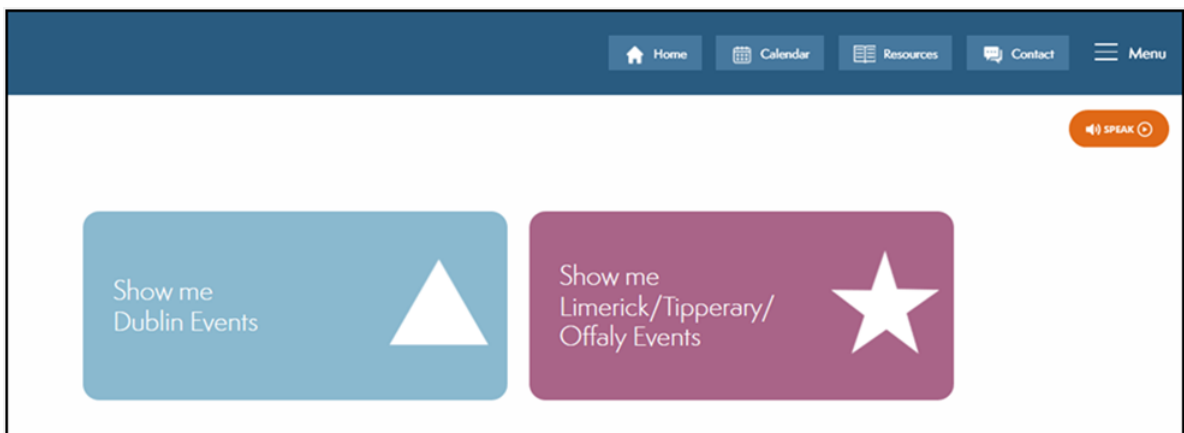 Home Calendar Resources Contact Menu
SPEAK
Show me
Dublin Events
Show me
Limerick/Tipperary/
Offaly Events